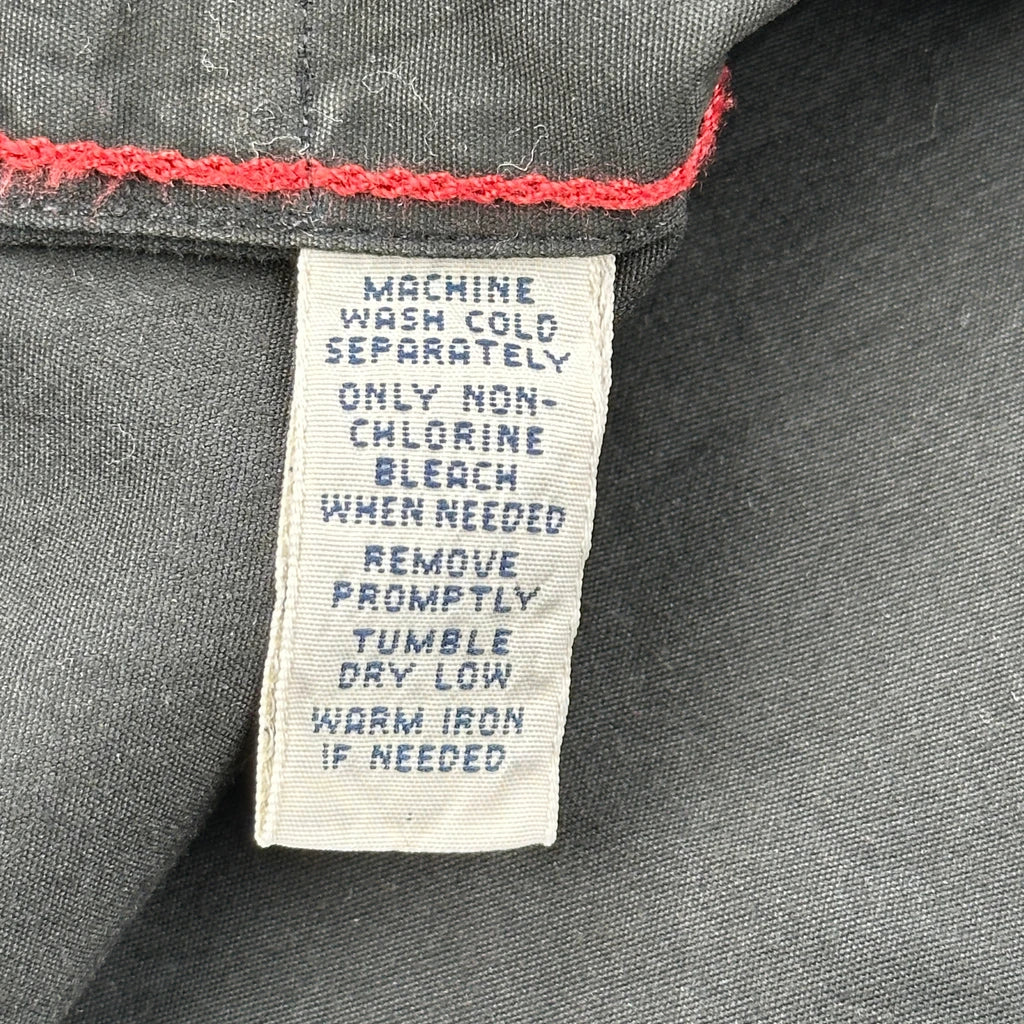 MACHINE
WASH COLD
SEPARATELY
ONLY NON-
CHLORINE
BLEACH
WHEN NEEDED
REMOVE
PROMPTLY
TUMBLE
DRY LOW
WARM IRON
IF NEEDED